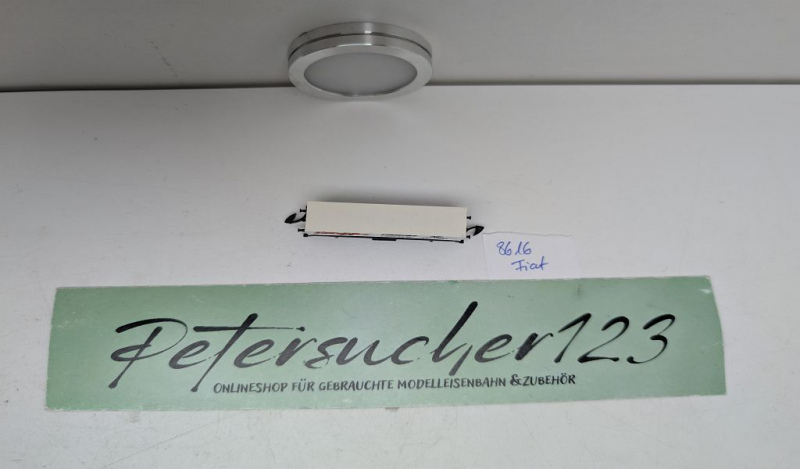 8616
Fiat
Petersucher123
ONLINESHOP FÜR GEBRAUCHTE MODELLEISENBAHN & ZUBEHÖR